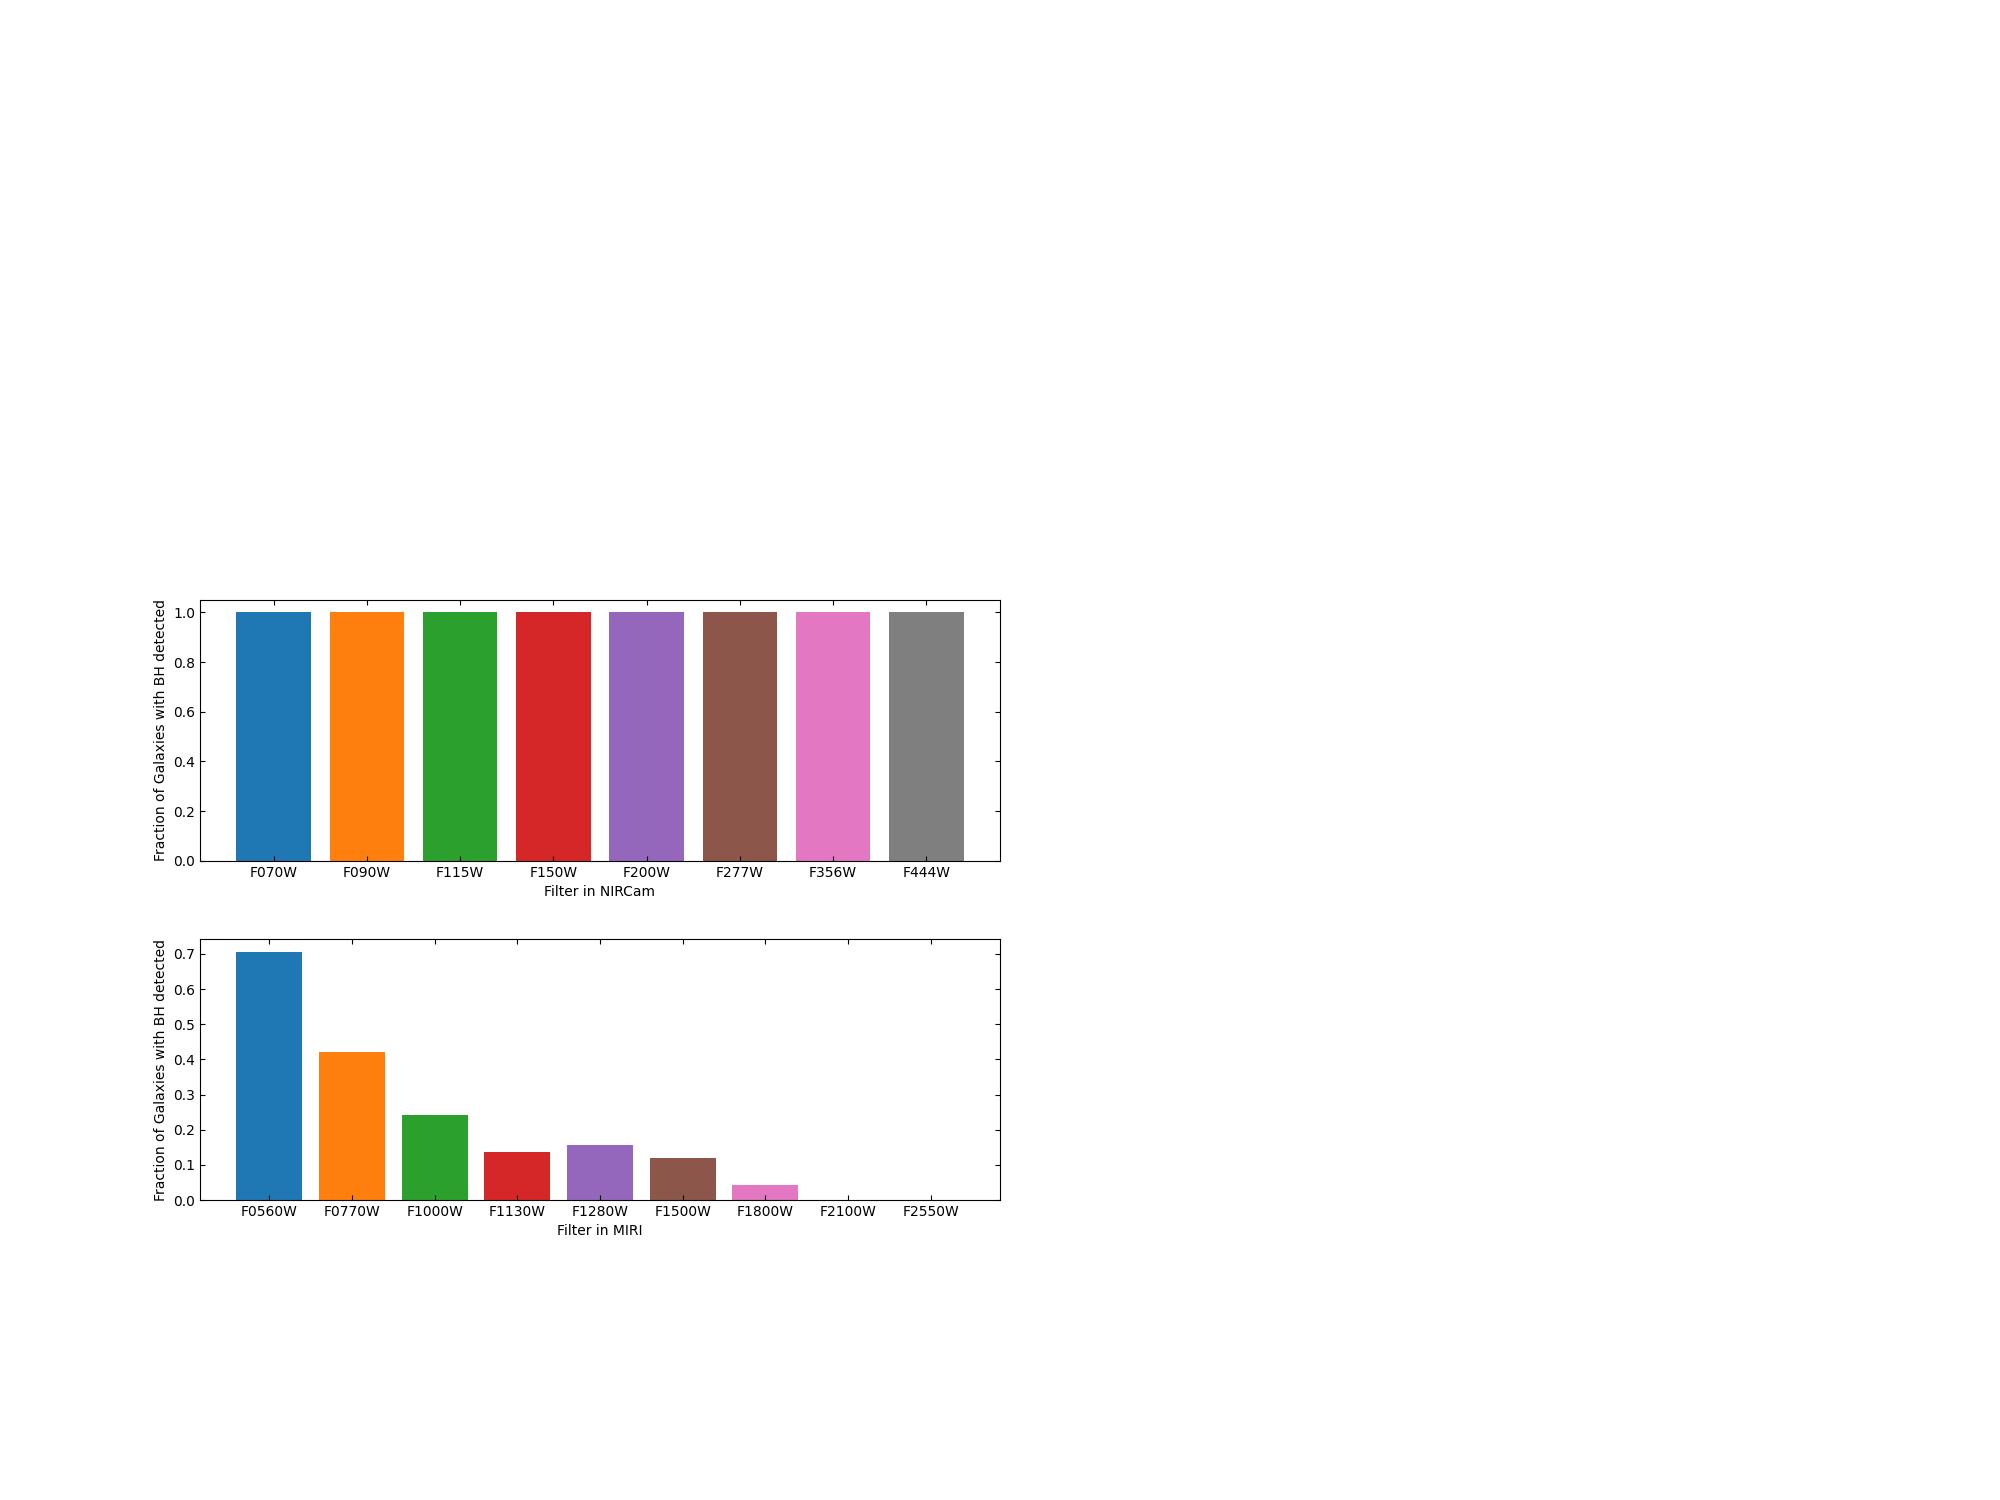 Fraction of Galaxies with BH detected
1.0
0.8
0.6
0.4
0.2
0.0
F070W F090W F115W F150W F200W F277W F356W F444W
Filter in NIRCam
Fraction of Galaxies with BH detected
0.7
0.6
0.5
0.4
0.3
0.2
0.1
0.0
F0560W F0770W F1000W F1130W F1280W F1500W F1800W F2100W F2550W
Filter in MIRI